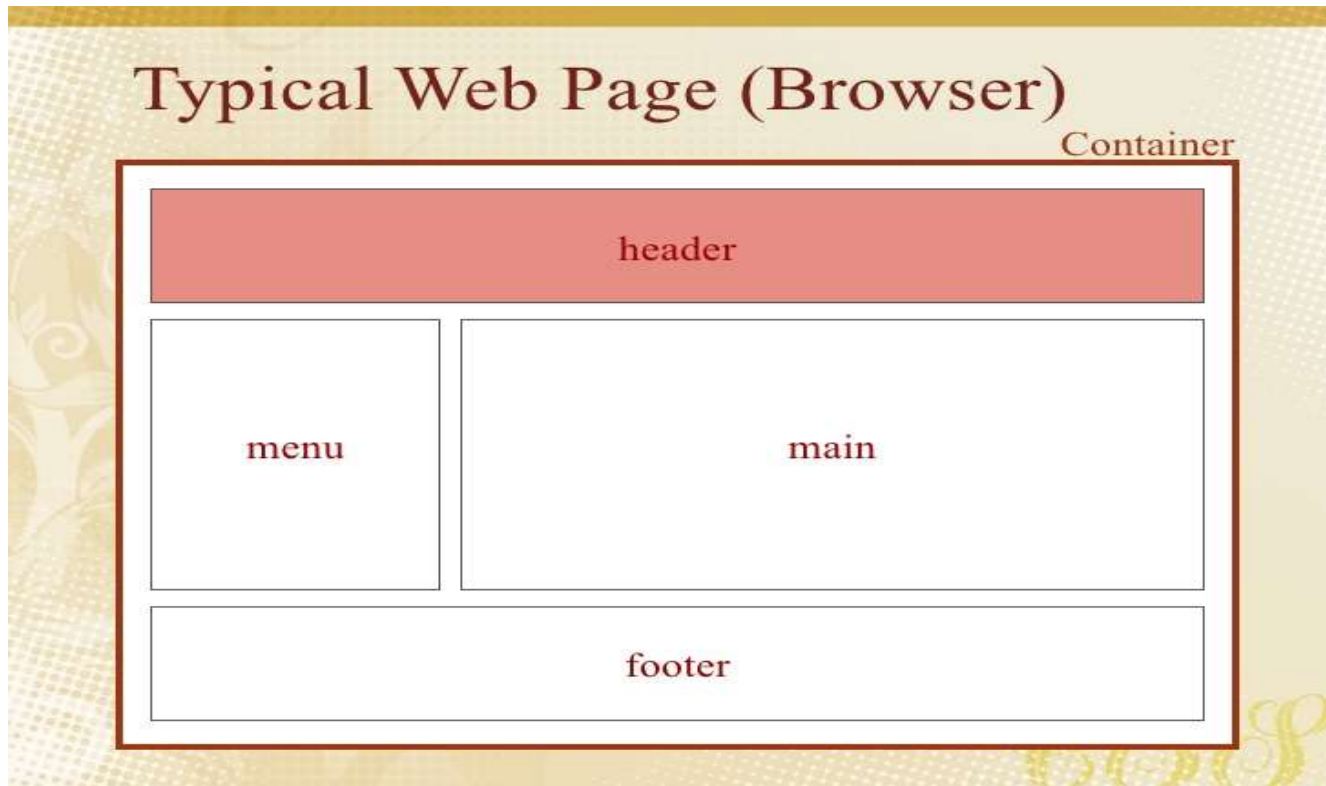 Typical Web Page (Browser)
Container
header
menu
main
footer